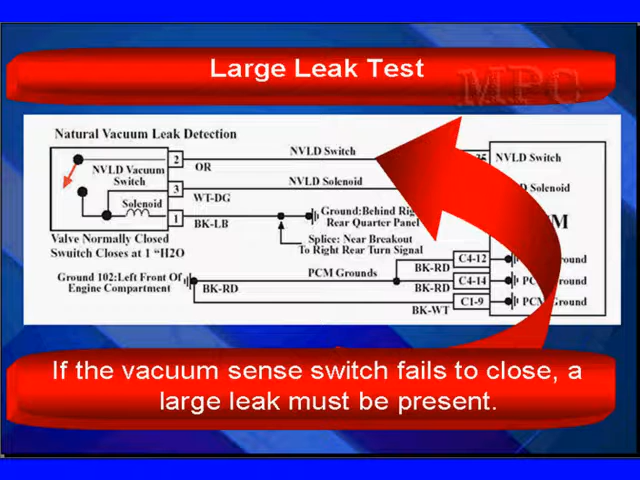 Large Leak Test
MPC
Natural Vacuum Leak Detection
NVLD Vacuum
Switch
Solenoid
2
3
1
OR
WT-DG
BK-LB
NVLD Switch
NVLD Solenoid
NVLD Switch
Solenoid
Valve Normally Closed
Swuitch Closes at 1 "H2O
Ground:Behind Rig
Rear Quarter Panel
Splice: Near Breakout
To Right Rear Turn Signal
Ground 102:Left Front Of
Engine Compartment
BK-RD
PCM Grounds
BK-RD
BK-RD
BK-WT
C4-12
C4-14
C1-9
Ground
PCM Ground
PCM Ground
If the vacuum sense switch fails to close, a
large leak must be present.